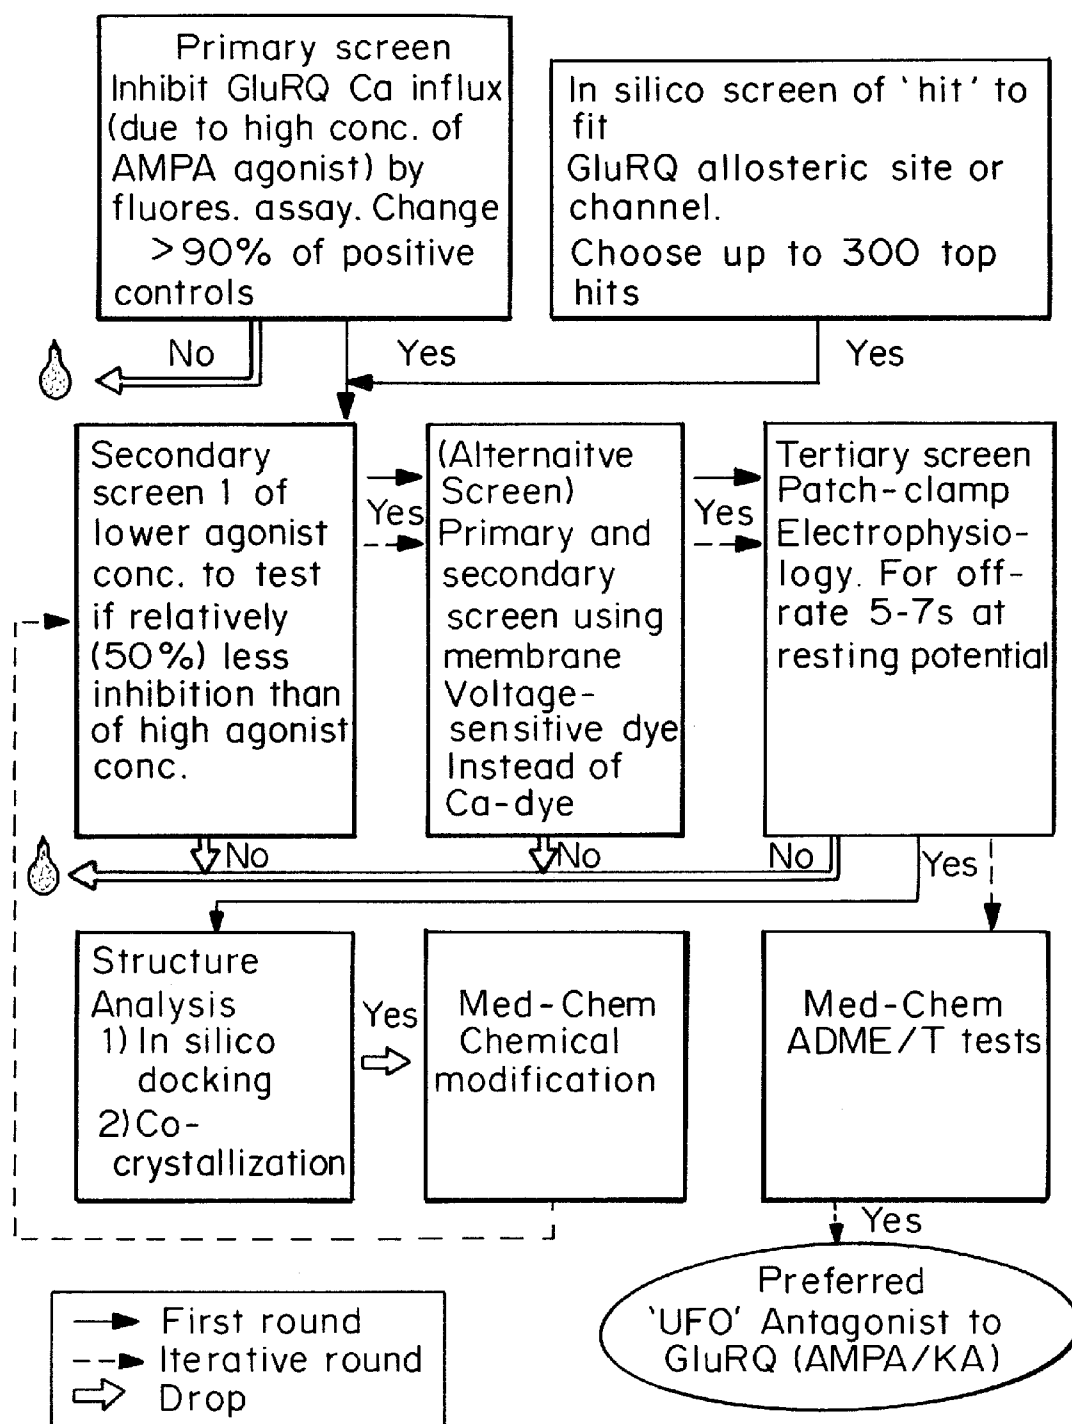 Primary screen
Inhibit GluRQ Ca influx
(due to high conc. of
AMPA agonist) by
fluores. assay. Change
>90% of positive
controls
In silico screen of 'hit' to
fit
GluRQ allosteric site or
channel.
Choose up to 300 top
hits
No
Yes
Yes
Secondary
screen 1 of
lower agonist
conc. to test
if relatively
(50%) less
inhibition than
of high agonist
conc.
Yes
(Alternaitve
Screen)
Primary and
secondary
screen using
membrane
Voltage-
sensitive dye
Instead of
Ca-dye
Yes
Tertiary screen
Patch-clamp
Electrophysio-
logy. For off-
rate 5-7s at
resting potential
No
No
No
Yes
Structure
Analysis
1) In silico
docking
2) Co-
crystallization
Yes
Med-Chem
Chemical
modification
Med-Chem
ADME/T tests
Yes
Preferred
'UFO' Antagonist to
GluRQ (AMPA/KA)
First round
Iterative round
Drop